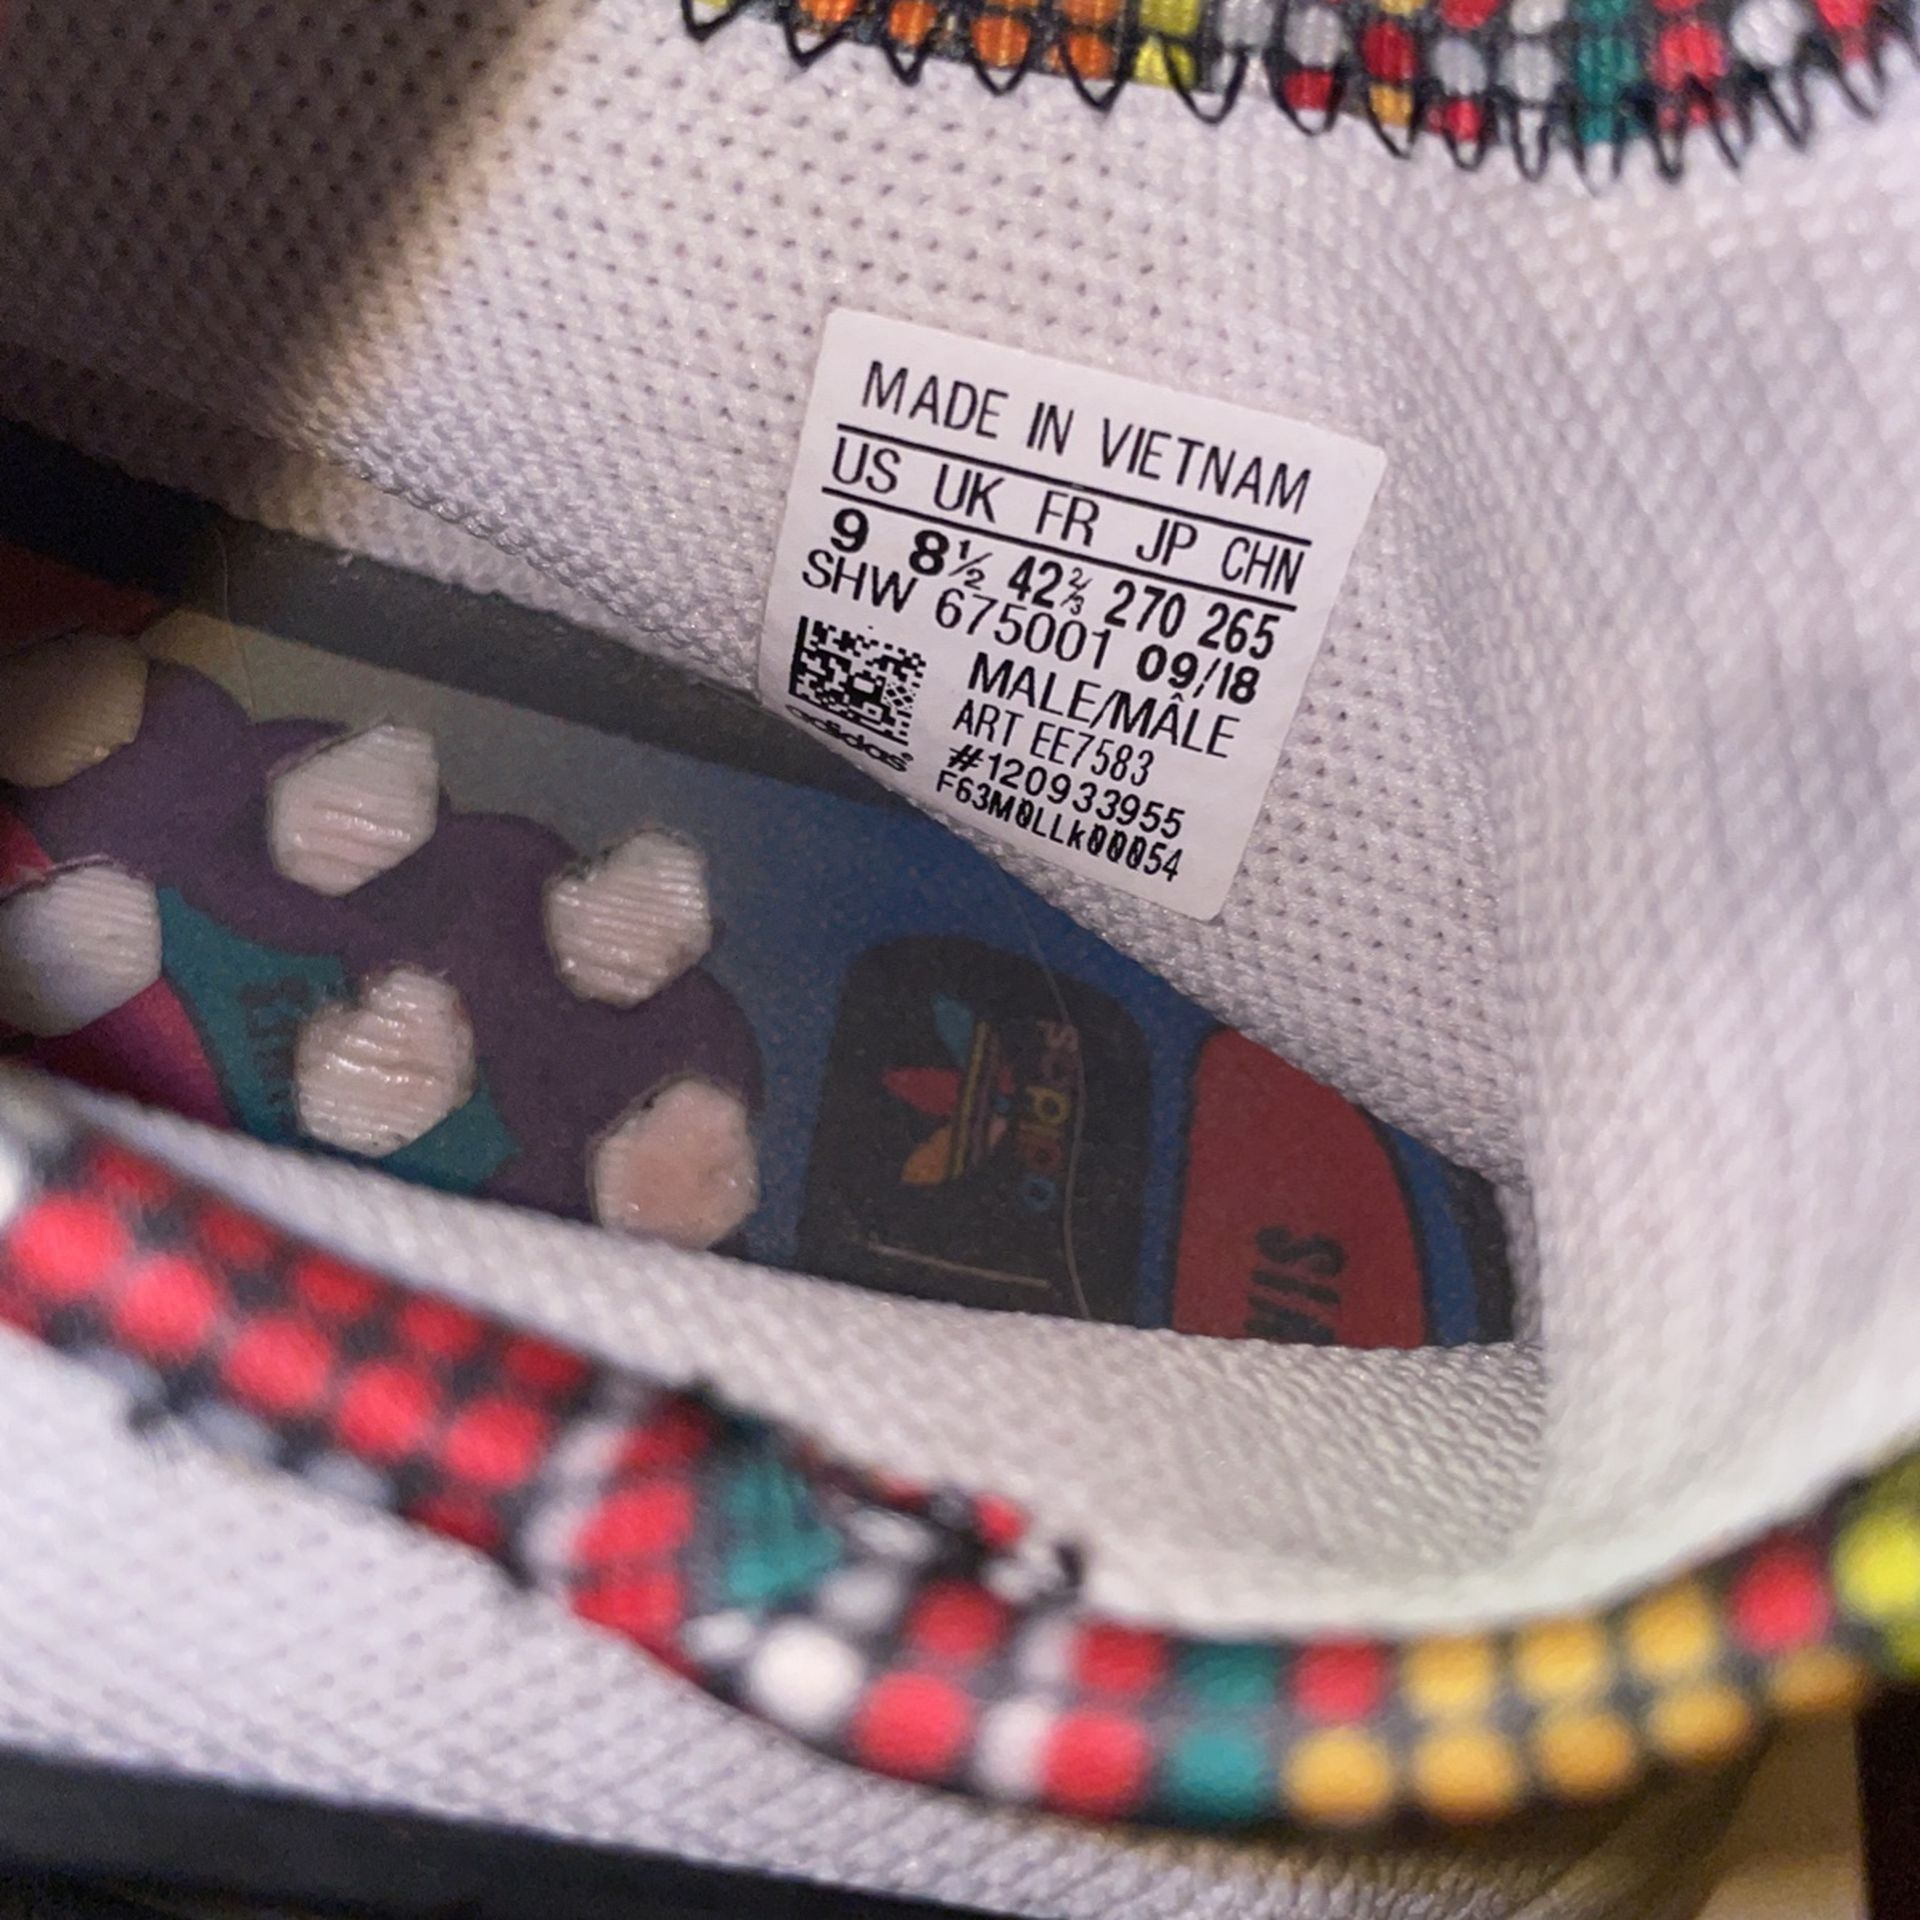 MADE IN VIETNAM
US UK FR JP CHN
9 8½ 42⅔ 270 265
SHW 675001 09/18
MALE/MÂLE
ART EE7583
#120933955
F63M0LLk00054
adidas
adidas